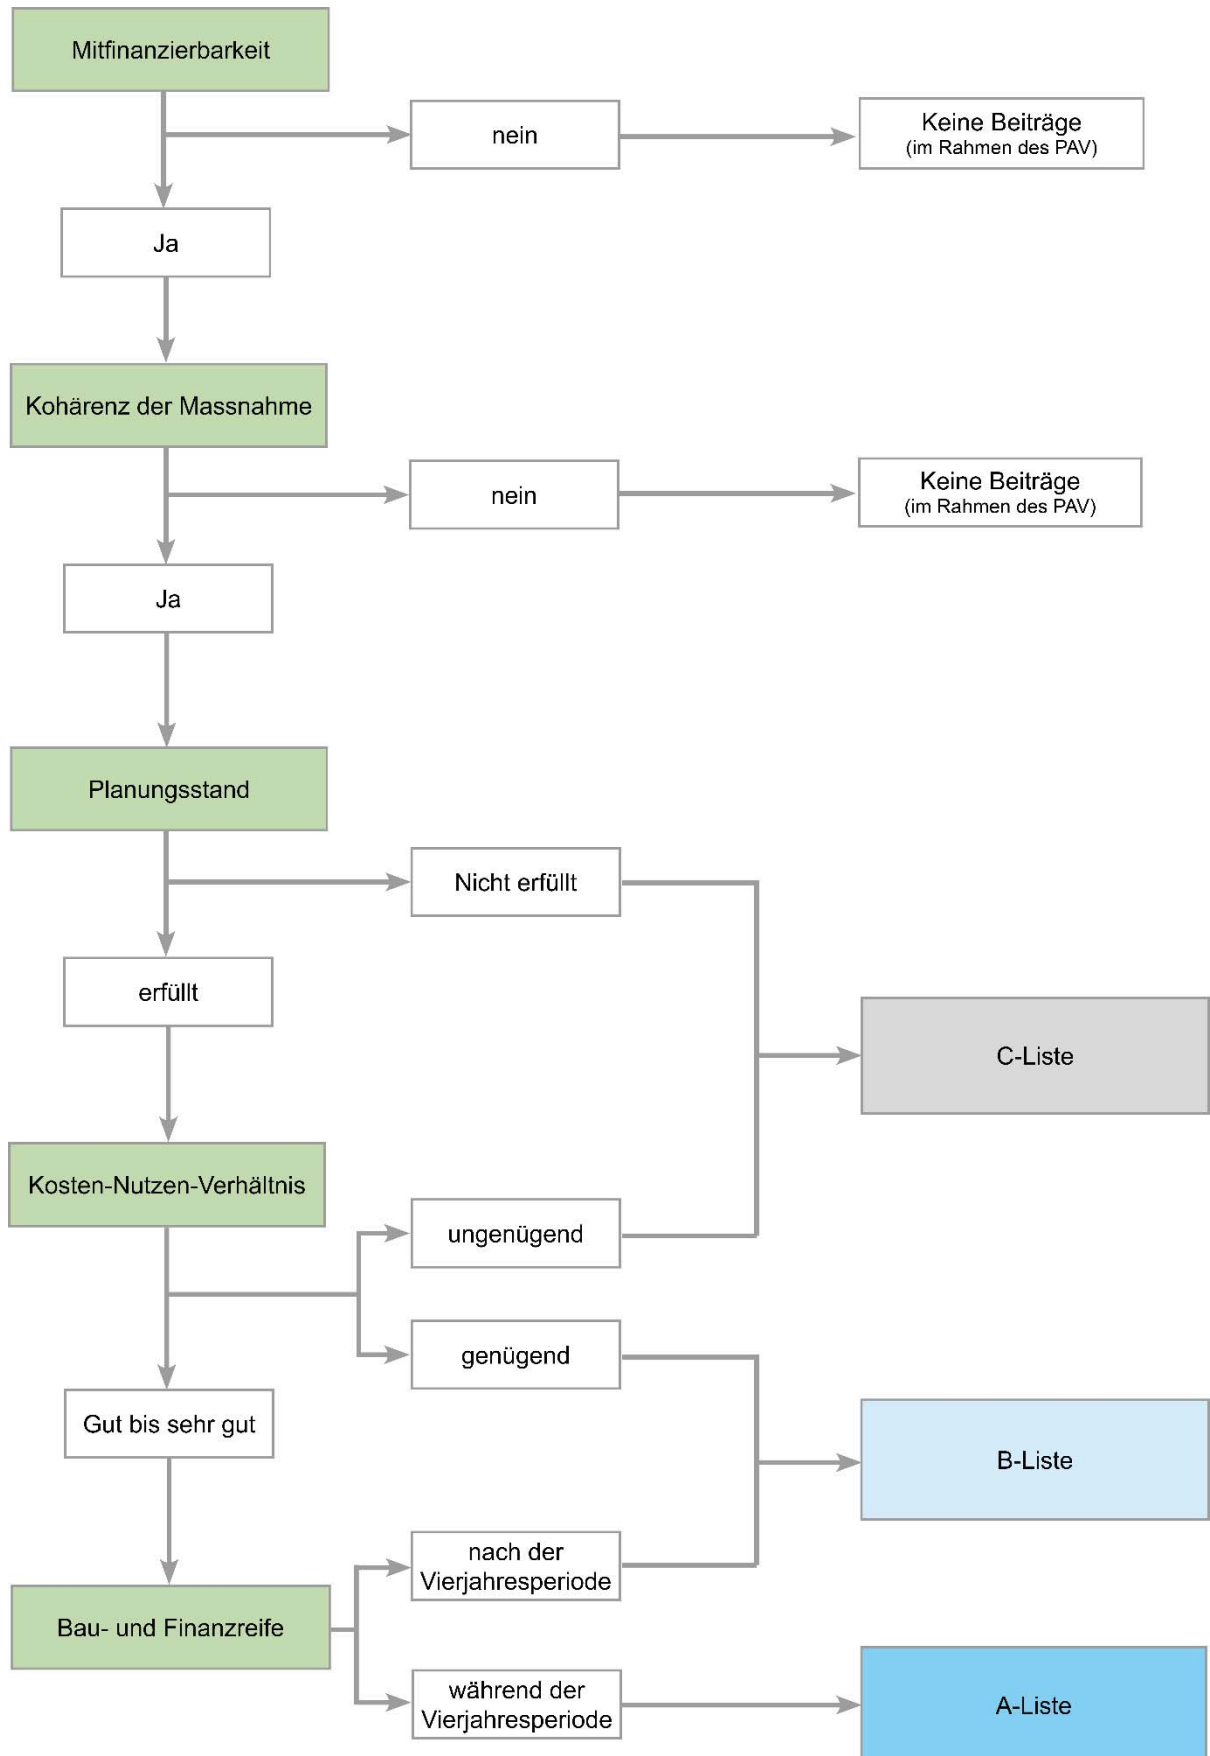 Mitfinanzierbarkeit
nein
Keine Beiträge
(im Rahmen des PAV)
Ja
Kohärenz der Massnahme
nein
Keine Beiträge
(im Rahmen des PAV)
Ja
Planungsstand
Nicht erfüllt
erfüllt
C-Liste
Kosten-Nutzen-Verhältnis
ungenügend
genügend
Gut bis sehr gut
B-Liste
nach der
Vierjahresperiode
Bau- und Finanzreife
während der
Vierjahresperiode
A-Liste